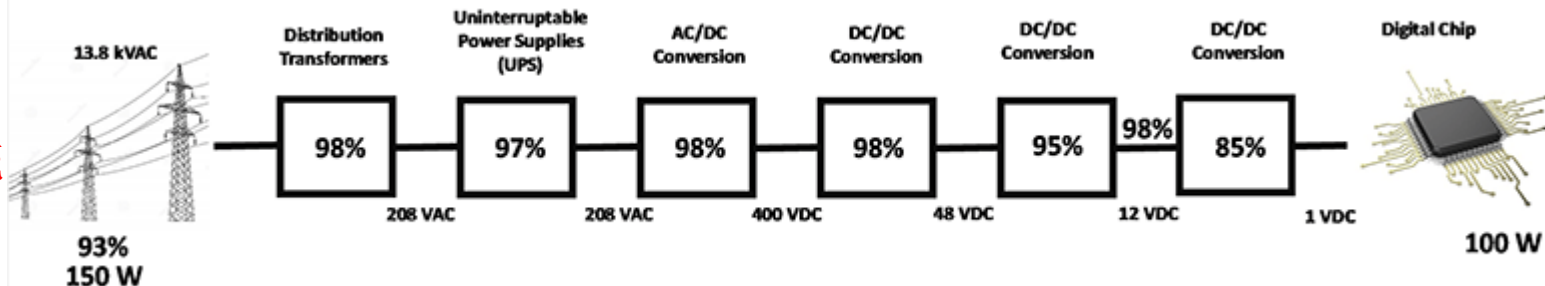 13.8 kVAC
93%
150 W
Distribution
Transformers
98%
208 VAC
Uninterruptable
Power Supplies
(UPS)
97%
208 VAC
AC/DC
Conversion
98%
400 VDC
DC/DC
Conversion
98%
48 VDC
DC/DC
Conversion
95%
98%
12 VDC
DC/DC
Conversion
85%
1 VDC
Digital Chip
100 W